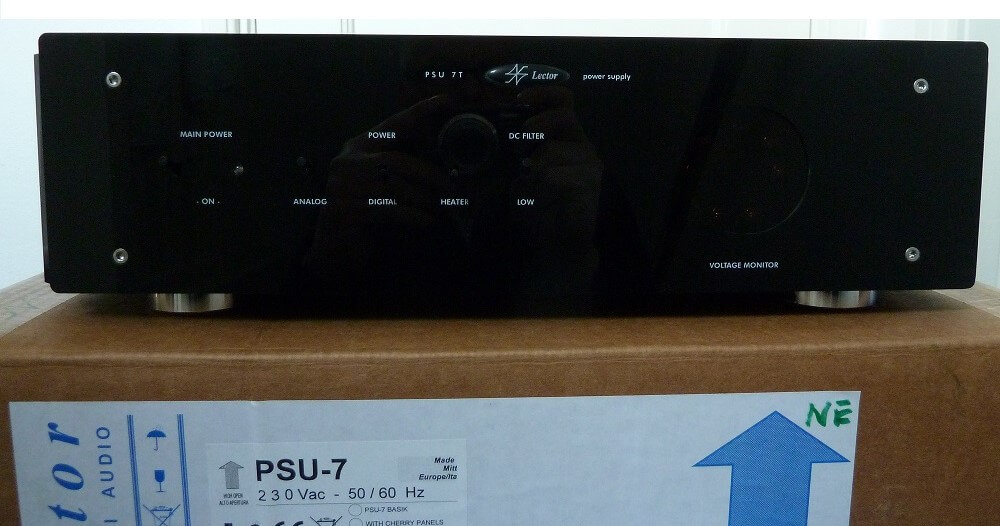 PSU 7T Lector power supply
MAIN POWER POWER DC FILTER
- ON - ANALOG DIGITAL HEATER LOW
VOLTAGE MONITOR
NE
AUDIO
PSU-7
Made
Mitt
Europe/Ita
230Vac - 50/60 Hz
PSU-7 BASIK
WITH CHERRY PANELS